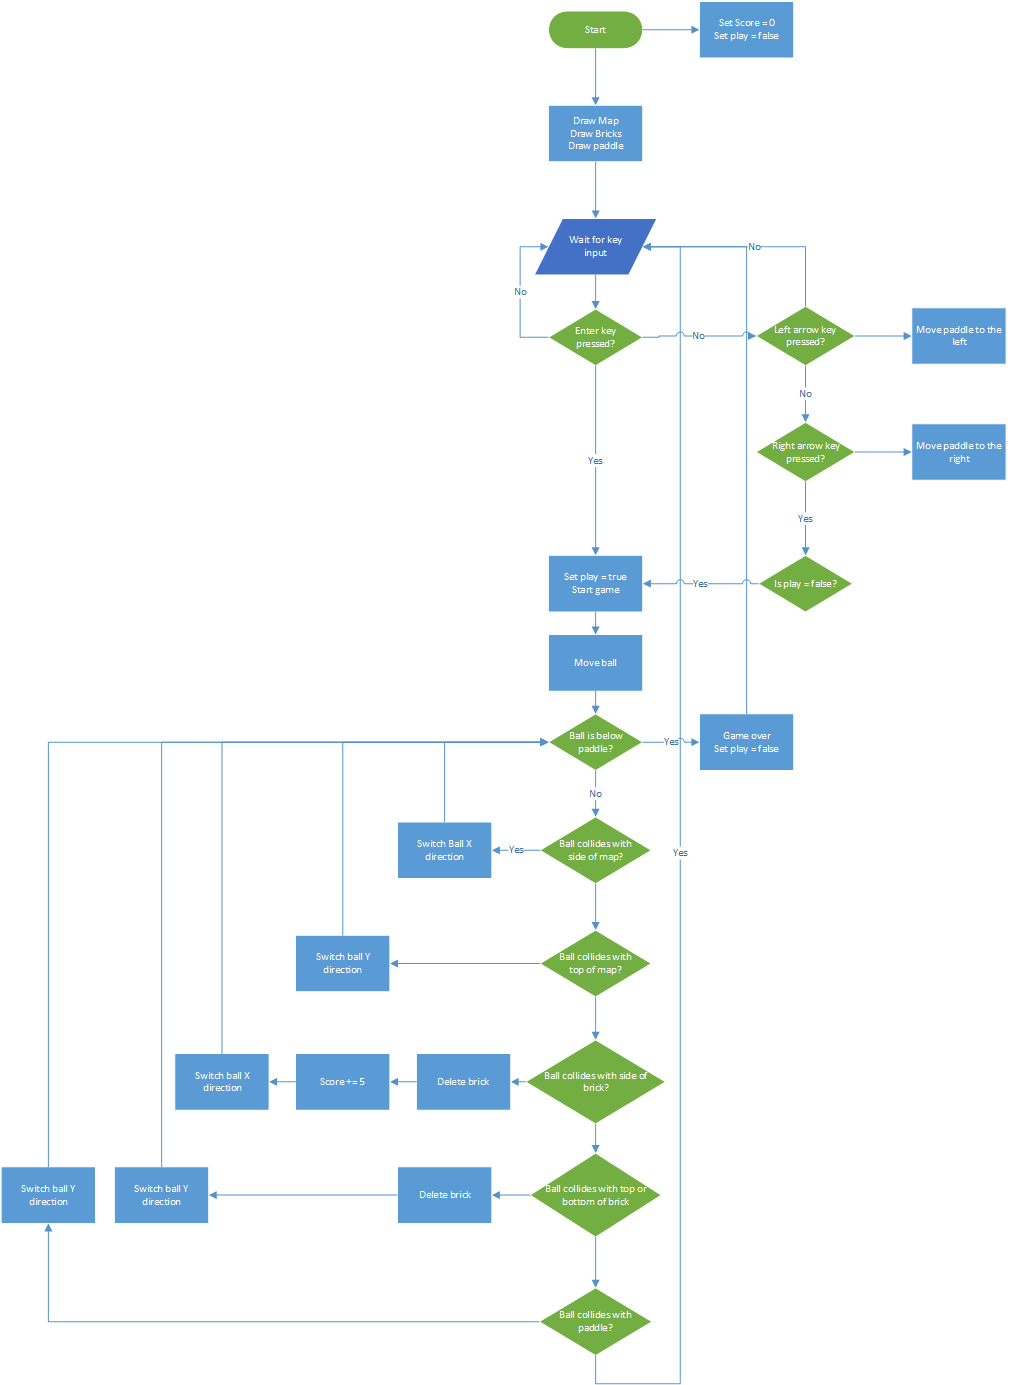 Start
Set Score = 0
Set play = false
Draw Map
Draw Bricks
Draw paddle
Wait for key
input
No
No
Enter key
pressed?
No
Left arrow key
pressed?
Move paddle to the
left
No
Right arrow key
pressed?
Move paddle to the
right
Yes
Yes
Set play = true
Start game
Yes
Is play = false?
Move ball
Ball is below
paddle?
Yes
Game over
Set play = false
No
Switch Ball X
direction
Yes
Ball collides with
side of map?
Yes
Switch ball Y
direction
Ball collides with
top of map?
Switch ball X
direction
Score += 5
Delete brick
Ball collides with side of
brick?
Switch ball Y
direction
Switch ball Y
direction
Delete brick
Ball collides with top or
bottom of brick
Ball collides with
paddle?